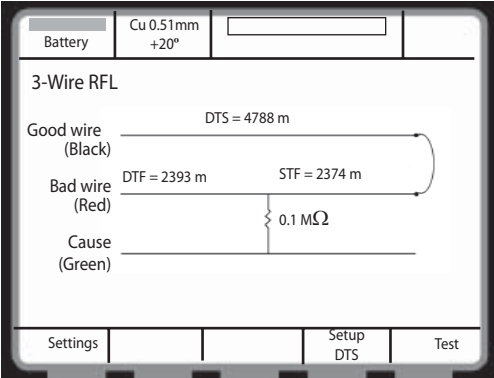 Battery
Cu 0.51mm
+20°
3-Wire RFL
DTS = 4788 m
Good wire
(Black)
DTF = 2393 m
STF = 2374 m
Bad wire
(Red)
0.1 MΩ
Cause
(Green)
Settings
Setup
DTS
Test